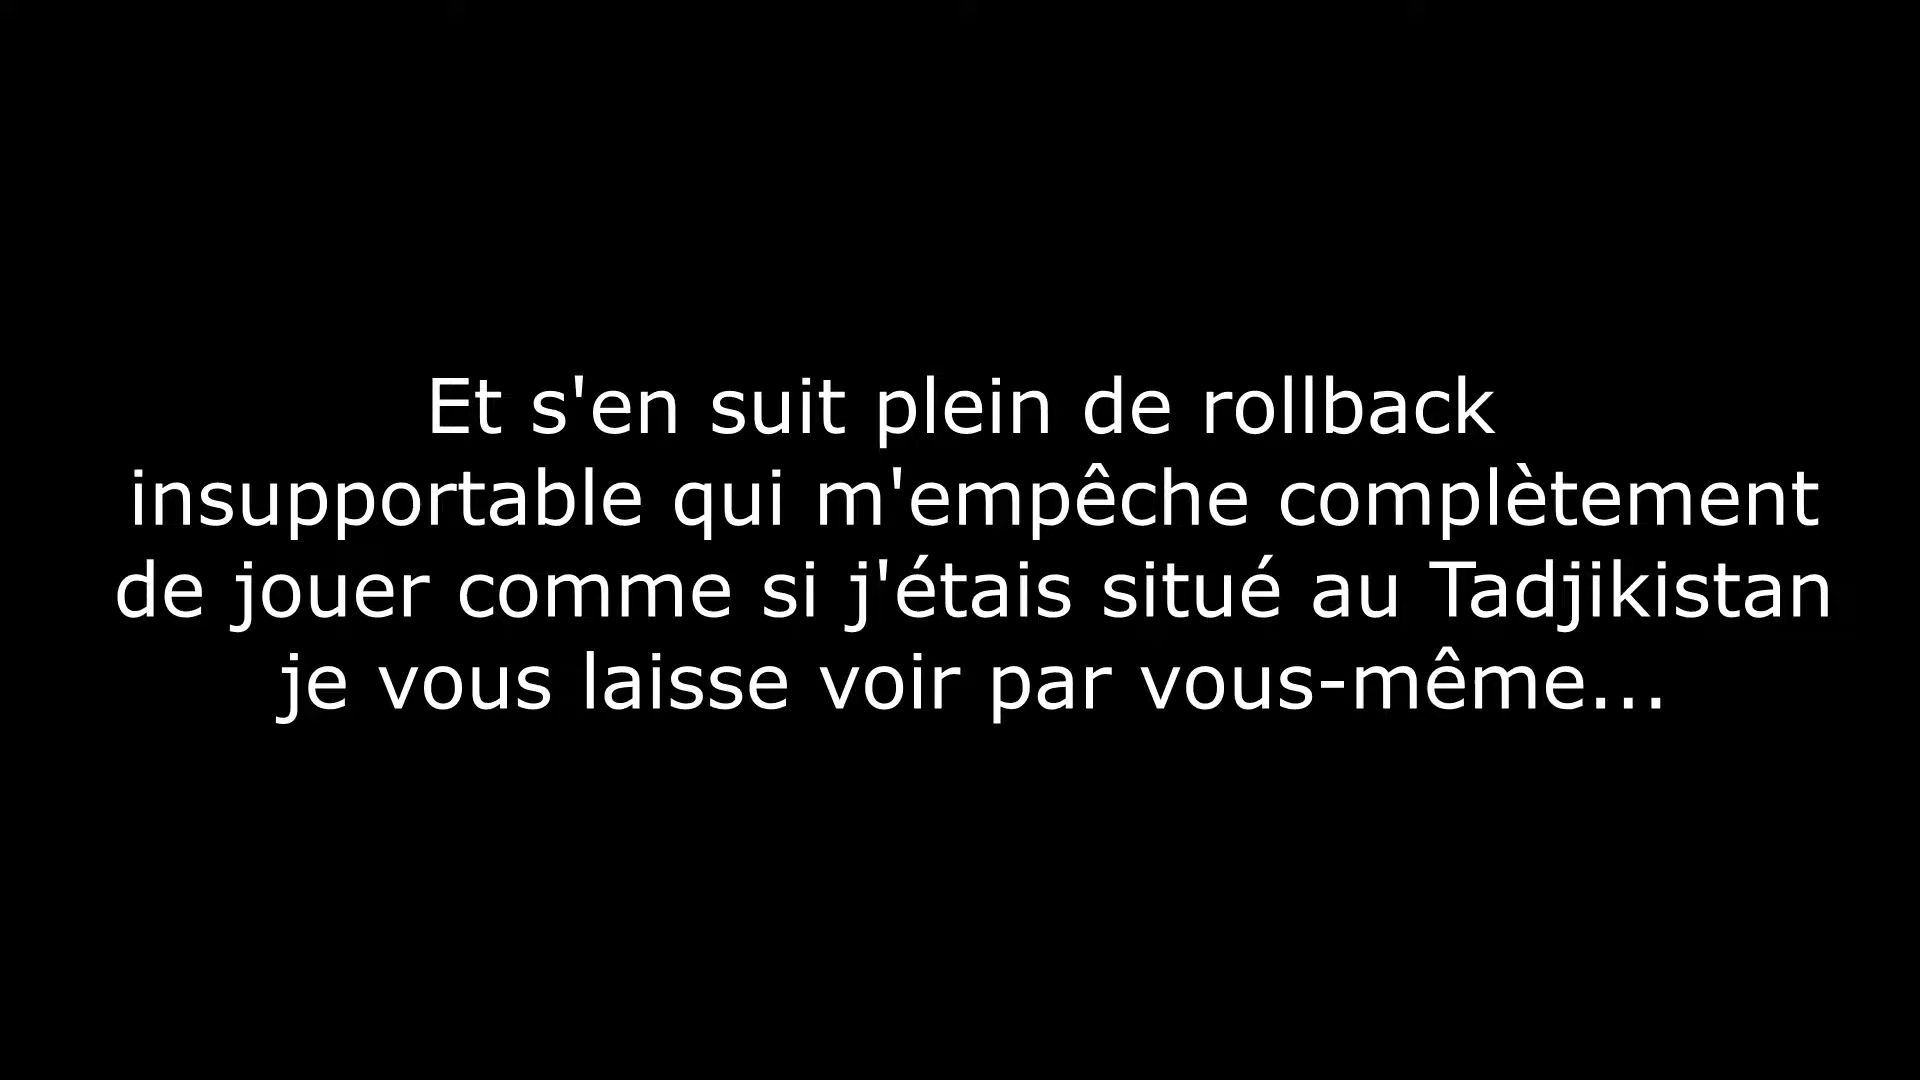 Et s'en suit plein de rollback
insupportable qui m'empêche complètement
de jouer comme si j'étais situé au Tadjikistan
je vous laisse voir par vous-même...